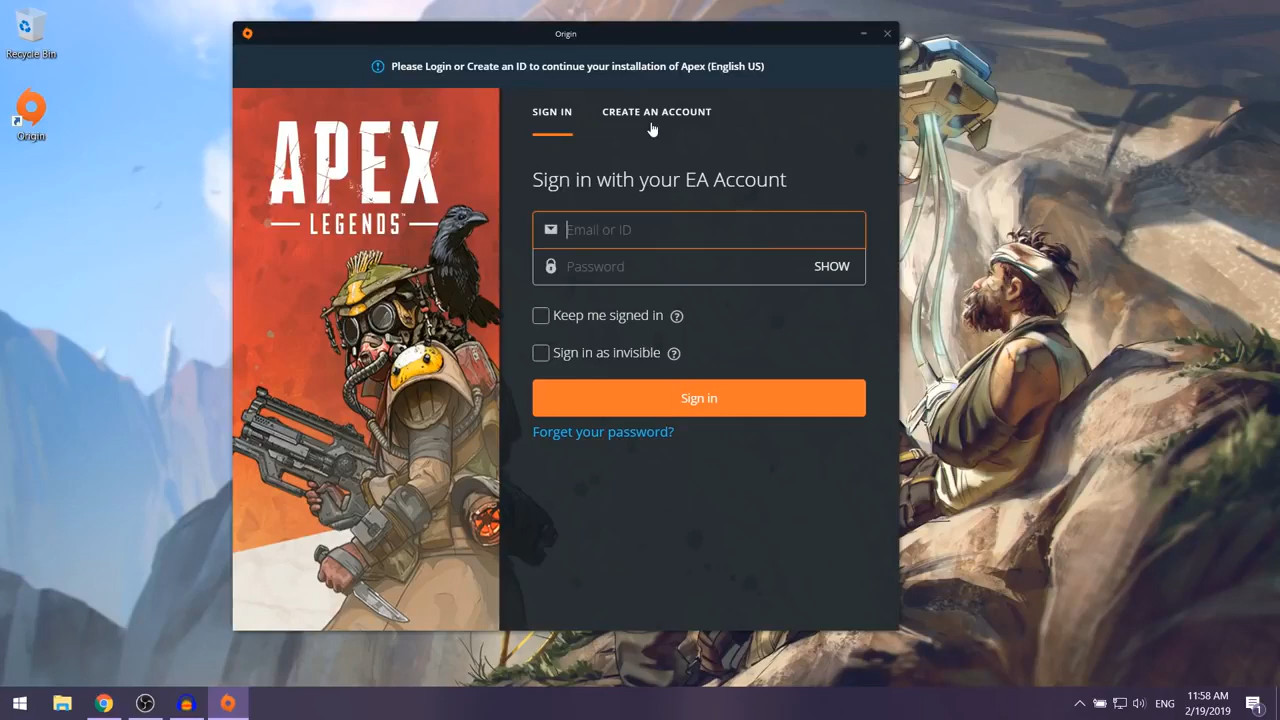 Recycle Bin
Origin
Origin
Please Login or Create an ID to continue your installation of Apex (English US)
APEX
LEGENDS™
SIGN IN
CREATE AN ACCOUNT
Sign in with your EA Account
Email or ID
Password
SHOW
Keep me signed in
Sign in as invisible
Sign in
Forget your password?
ENG
11:58 AM
2/19/2019
1